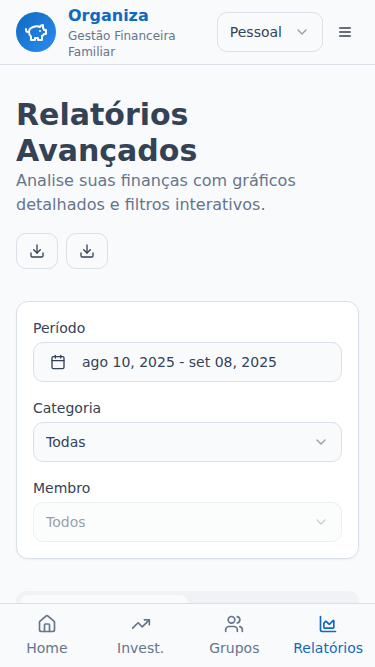 Organiza
Gestão Financeira
Familiar
Pessoal
Relatórios
Avançados
Analise suas finanças com gráficos
detalhados e filtros interativos.
Período
ago 10, 2025 - set 08, 2025
Categoria
Todas
Membro
Todos
Home
Invest.
Grupos
Relatórios